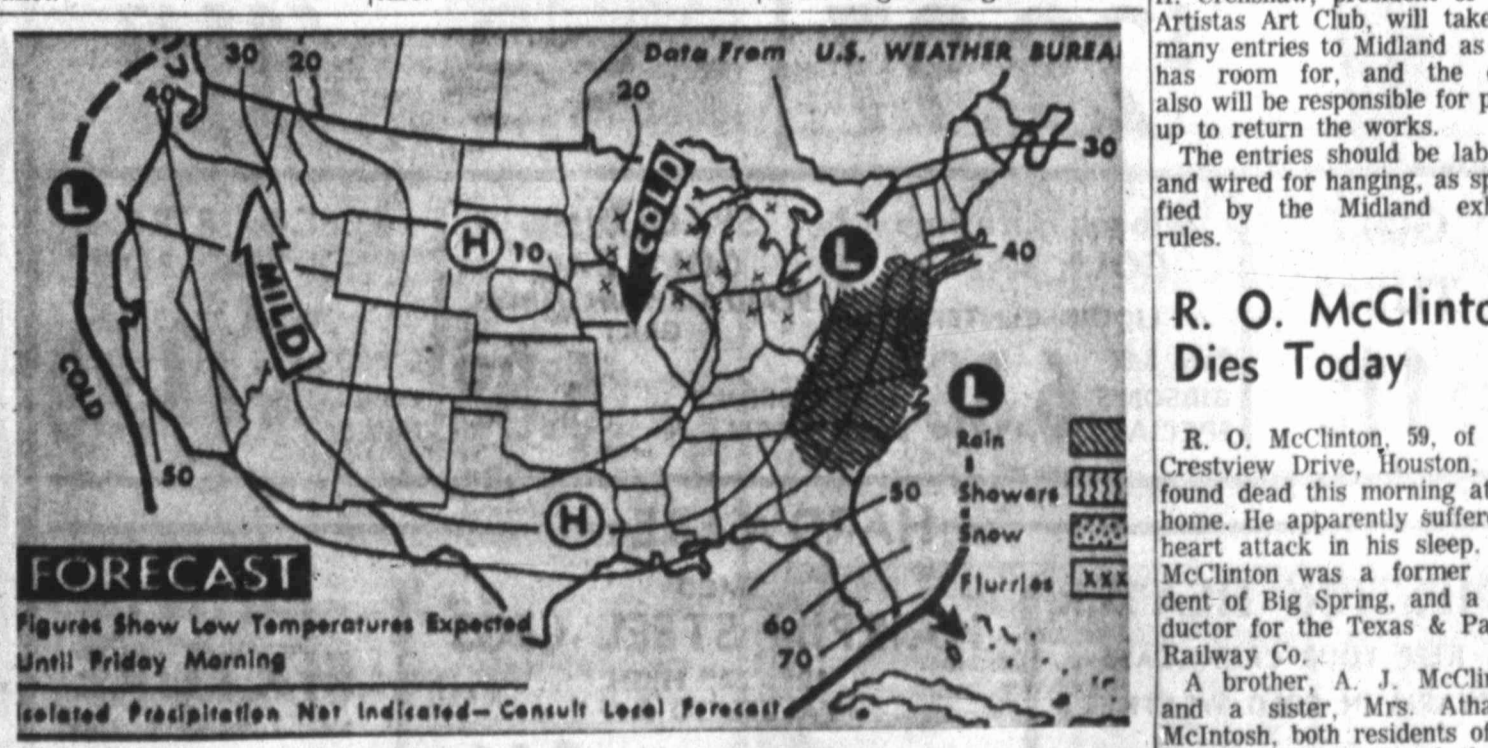 30
20
Data From U.S. WEATHER BUREA
40
20
30
L
COLD
H
10
L
40
MILD
COLD
L
Rain
50
50
Showers
H
Snow
FORECAST
Flurries
XXX
Figures Show Low Temperatures Expected
60
Until Friday Morning
70
Isolated Precipitation Not Indicated— Consult Local Forecast
Artistas Art Club, will take
many entries to Midland as
has room for, and the
also will be responsible for p
up to return the works.
The entries should be lab
and wired for hanging, as sp
fied by the Midland exh
rules.
R. O. McClinto
Dies Today
R. O. McClinton, 59, of
Crestview Drive, Houston,
found dead this morning at
home. He apparently suffere
heart attack in his sleep.
McClinton was a former
dent of Big Spring, and a
ductor for the Texas & Pa
Railway Co.
A brother, A. J. McClin
and a sister, Mrs. Atha
McIntosh, both residents of